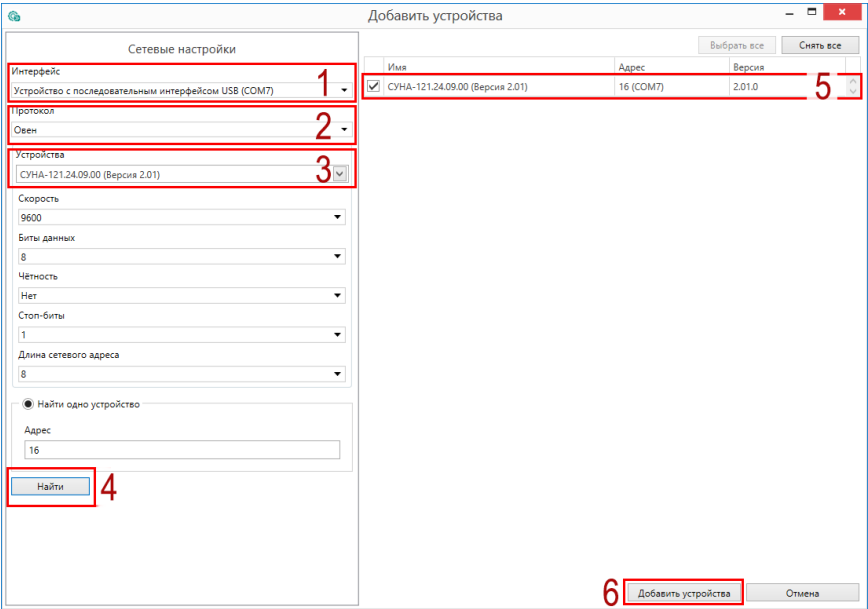 Добавить устройства
Сетевые настройки
Выбрать все
Снять все
Интерфейс
Устройство с последовательным интерфейсом USB (COM7)
1
Протокол
Овен
2
Устройства
СУНА-121.24.09.00 (Версия 2.01)
3
Скорость
9600
Биты данных
8
Чётность
Нет
Стоп-биты
1
Длина сетевого адреса
8
Найти одно устройство
Адрес
16
Найти
4
Имя Адрес Версия
СУНА-121.24.09.00 (Версия 2.01) 16 (COM7) 2.01.0
5
6
Добавить устройства
Отмена